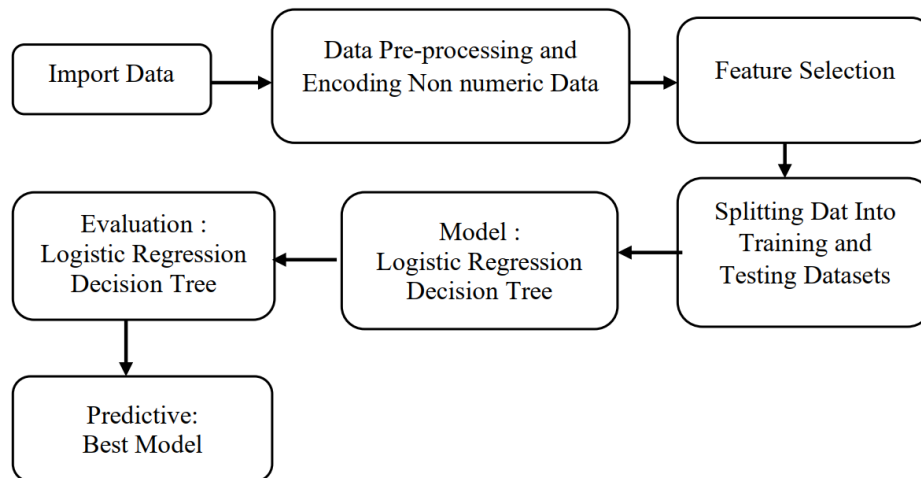 Import Data
Data Pre-processing and
Encoding Non numeric Data
Feature Selection
Splitting Dat Into
Training and
Testing Datasets
Model :
Logistic Regression
Decision Tree
Evaluation :
Logistic Regression
Decision Tree
Predictive:
Best Model